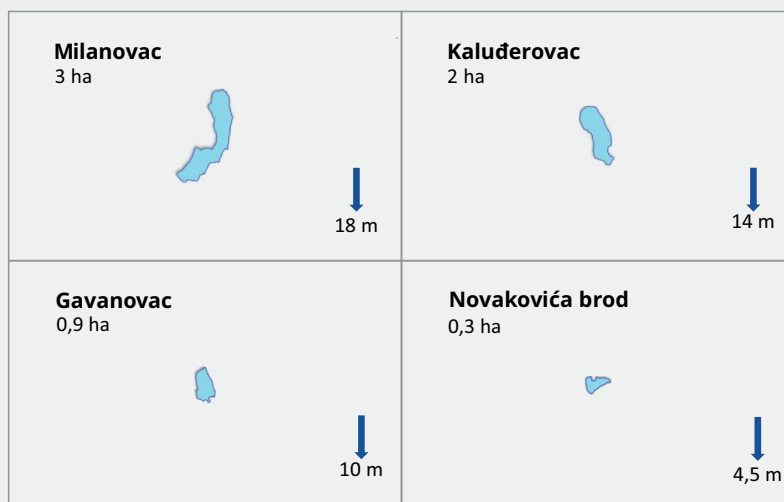 Milanovac
3 ha
18 m
Kaluđerovac
2 ha
14 m
Gavanovac
0,9 ha
10 m
Novakovića brod
0,3 ha
4,5 m